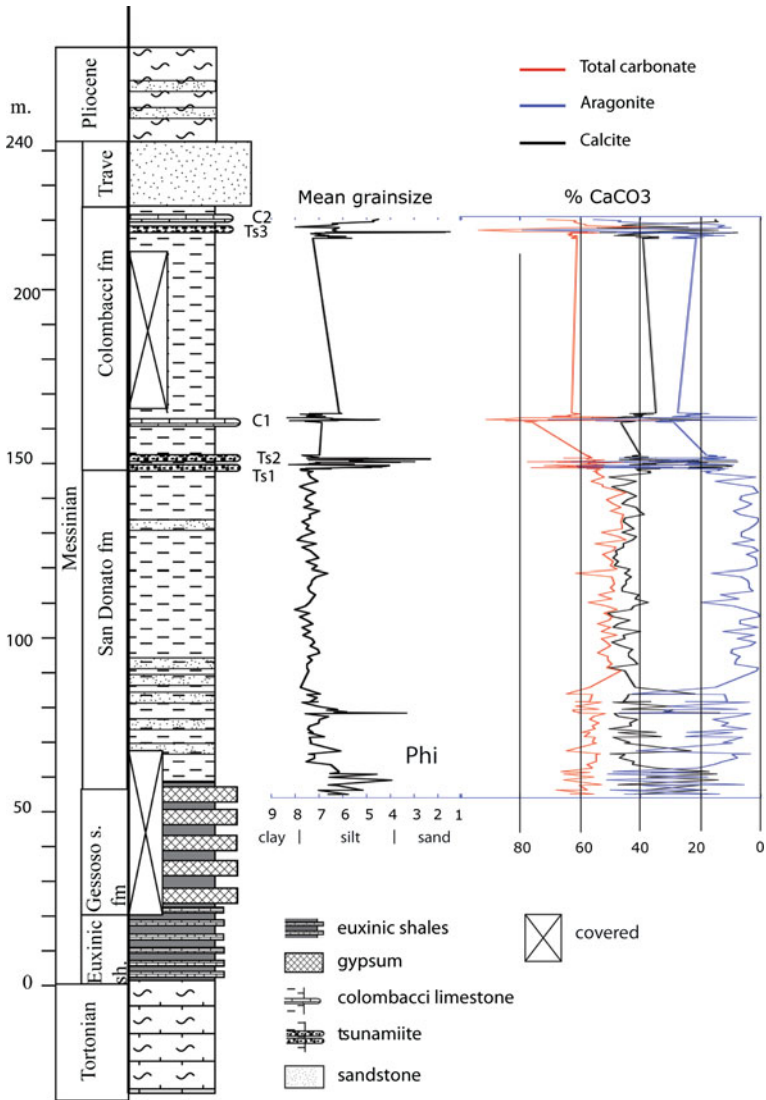 Total carbonate
Aragonite
Calcite
m.
240
200
150
100
50
0
Pliocene
Messinian
Tortonian
Trave
Colombacci fm
San Donato fm
Gessoso s.
fm
Euxinic
sh.
C2
Ts3
C1
Ts2
Ts1
Mean grainsize
% CaCO3
Phi
9 8 7 6 5 4 3 2 1
clay | silt | sand
80 60 40 20 0
euxinic shales
gypsum
colombacci limestone
tsunamiite
sandstone
covered